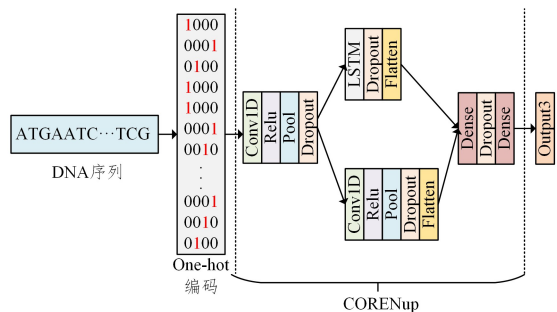 ATGAATC···TCG
DNA序列
1000
0001
0100
1000
1000
0001
0010
·
·
·
0001
0010
0100
One-hot
编码
Conv1D
Relu
Pool
Dropout
LSTM
Dropout
Flatten
Conv1D
Relu
Pool
Dropout
Flatten
Dense
Dropout
Dense
Output3
CORENup